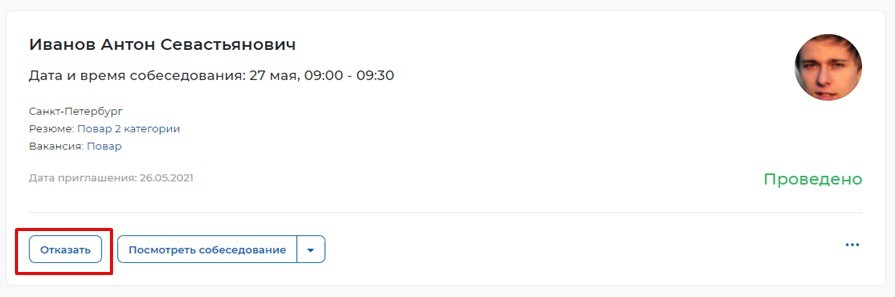 Иванов Антон Севастьянович
Дата и время собеседования: 27 мая, 09:00 - 09:30
Санкт-Петербург
Резюме: Повар 2 категории
Вакансия: Повар
Дата приглашения: 26.05.2021
Проведено
Отказать
Посмотреть собеседование